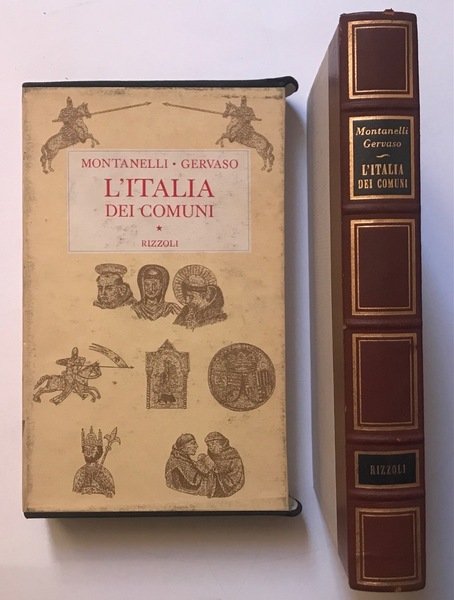 MONTANELLI • GERVASO
L'ITALIA
DEI COMUNI
★
RIZZOLI
Montanelli
Gervaso
L'ITALIA
DEI COMUNI
RIZZOLI